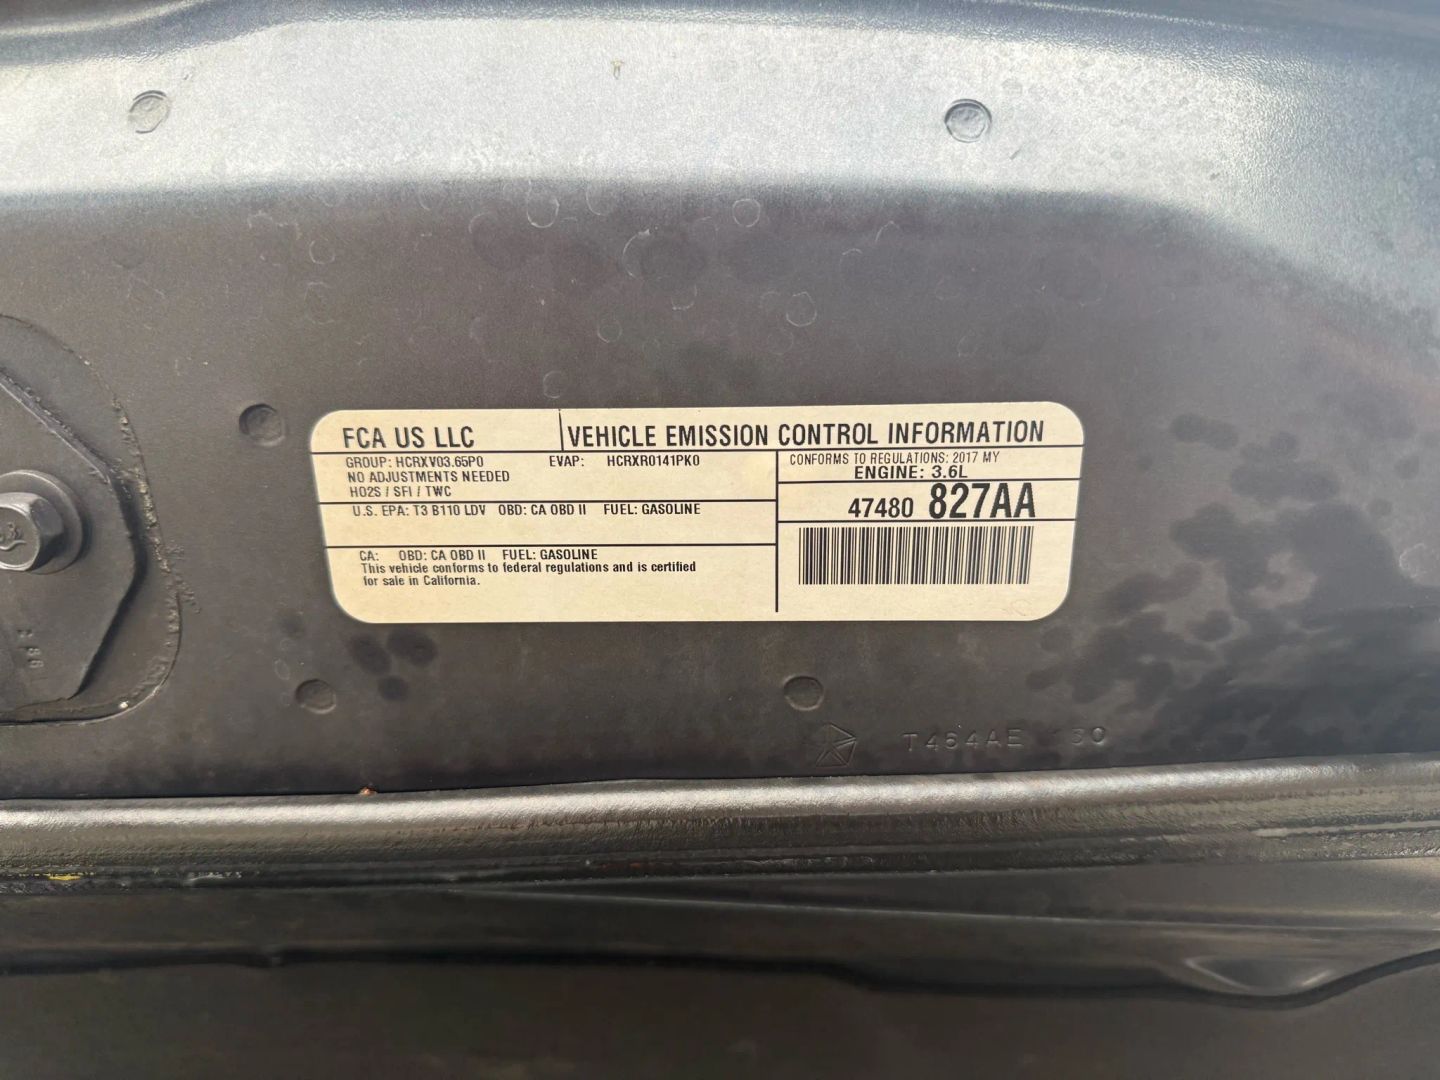 FCA US LLC
VEHICLE EMISSION CONTROL INFORMATION
GROUP: HCRXV03.65P0 EVAP: HCRXR0141PK0
NO ADJUSTMENTS NEEDED
HO2S / SFI / TWC
U.S. EPA: T3 B110 LDV OBD: CA OBD II FUEL: GASOLINE
CA: OBD: CA OBD II FUEL: GASOLINE
This vehicle conforms to federal regulations and is certified
for sale in California.
CONFORMS TO REGULATIONS: 2017 MY
ENGINE: 3.6L
47480 827AA
T464AE